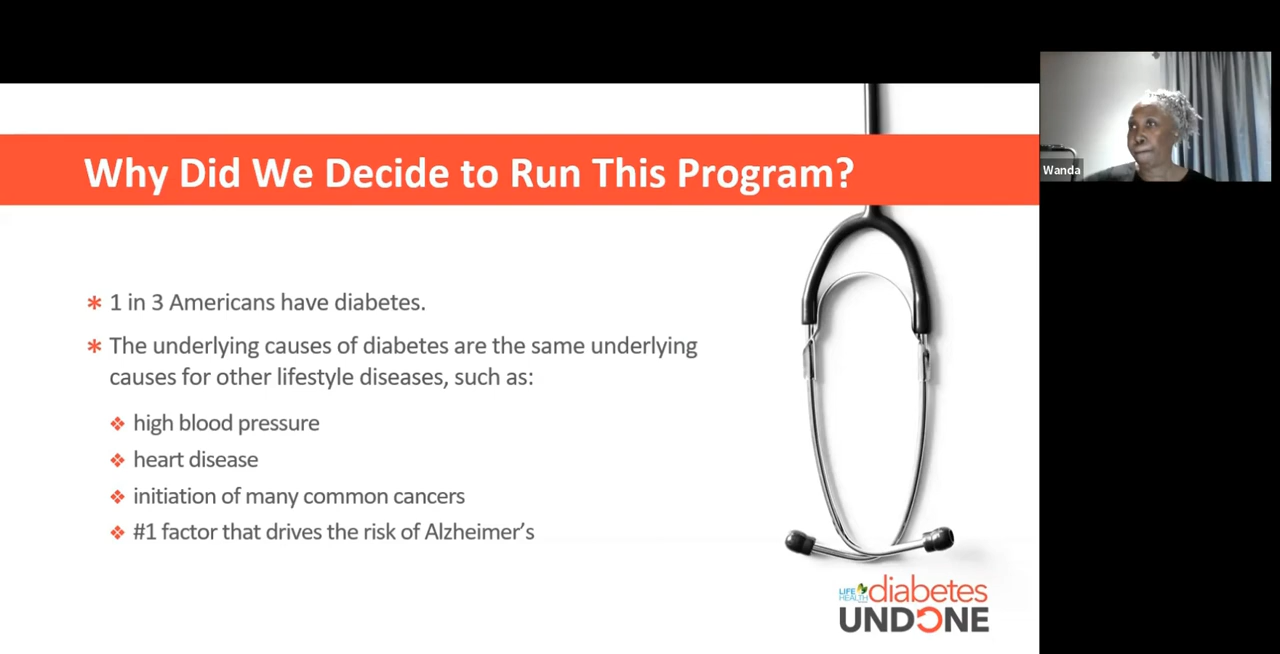 Why Did We Decide to Run This Program?
Wanda
* 1 in 3 Americans have diabetes.
* The underlying causes of diabetes are the same underlying
causes for other lifestyle diseases, such as:
❖ high blood pressure
❖ heart disease
❖ initiation of many common cancers
❖ #1 factor that drives the risk of Alzheimer’s
LIFE
HEALTH
diabetes
UNDONE